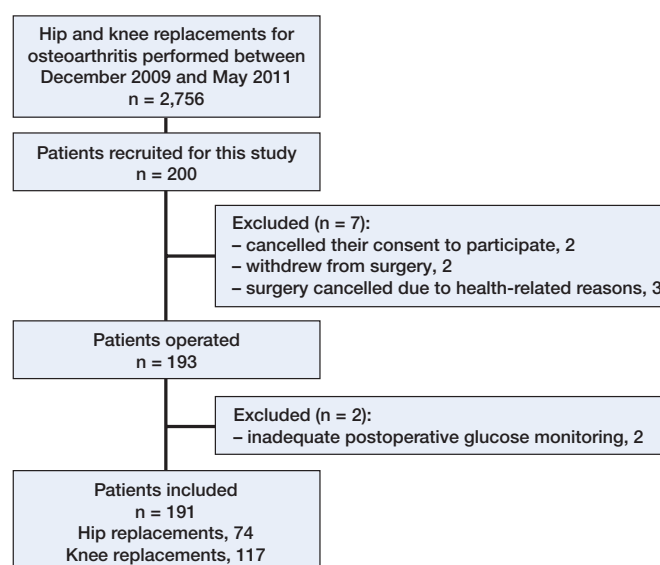 Hip and knee replacements for
osteoarthritis performed between
December 2009 and May 2011
n = 2,756
Patients recruited for this study
n = 200
Excluded (n = 7):
– cancelled their consent to participate, 2
– withdrew from surgery, 2
– surgery cancelled due to health-related reasons, 3
Patients operated
n = 193
Excluded (n = 2):
– inadequate postoperative glucose monitoring, 2
Patients included
n = 191
Hip replacements, 74
Knee replacements, 117